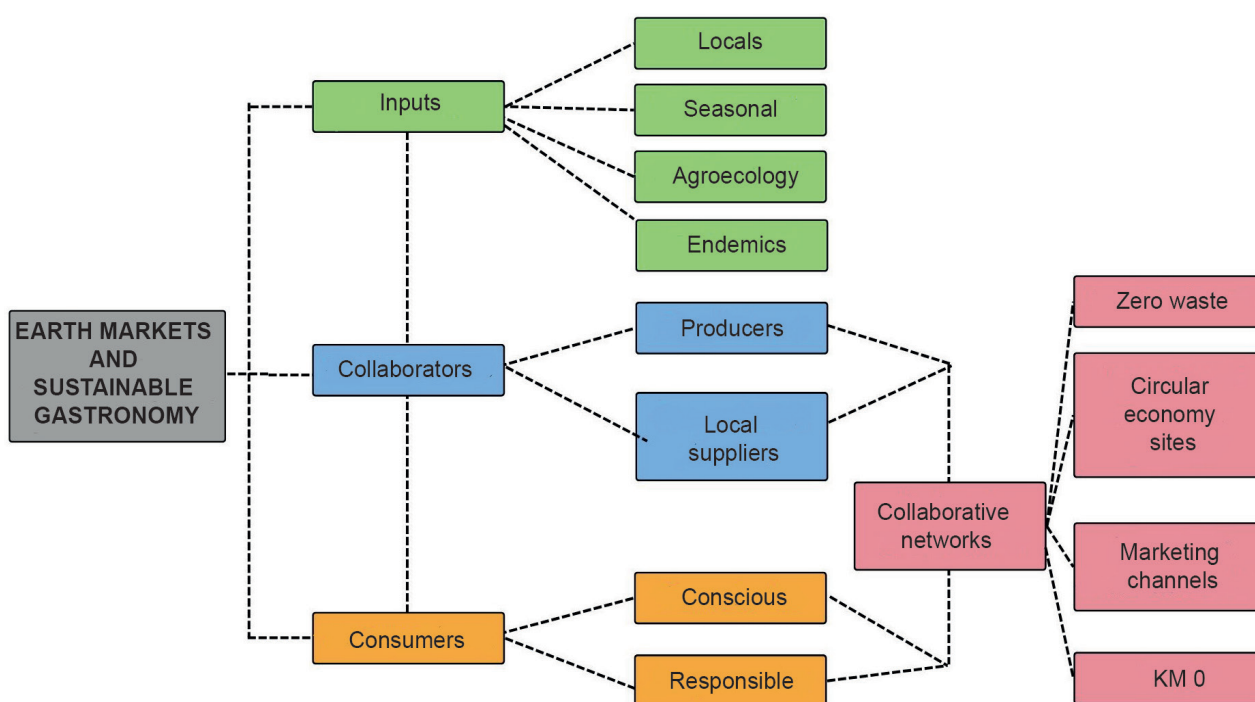 EARTH MARKETS
AND
SUSTAINABLE
GASTRONOMY
Inputs
Collaborators
Consumers
Locals
Seasonal
Agroecology
Endemics
Producers
Local
suppliers
Conscious
Responsible
Collaborative
networks
Zero waste
Circular
economy
sites
Marketing
channels
KM 0